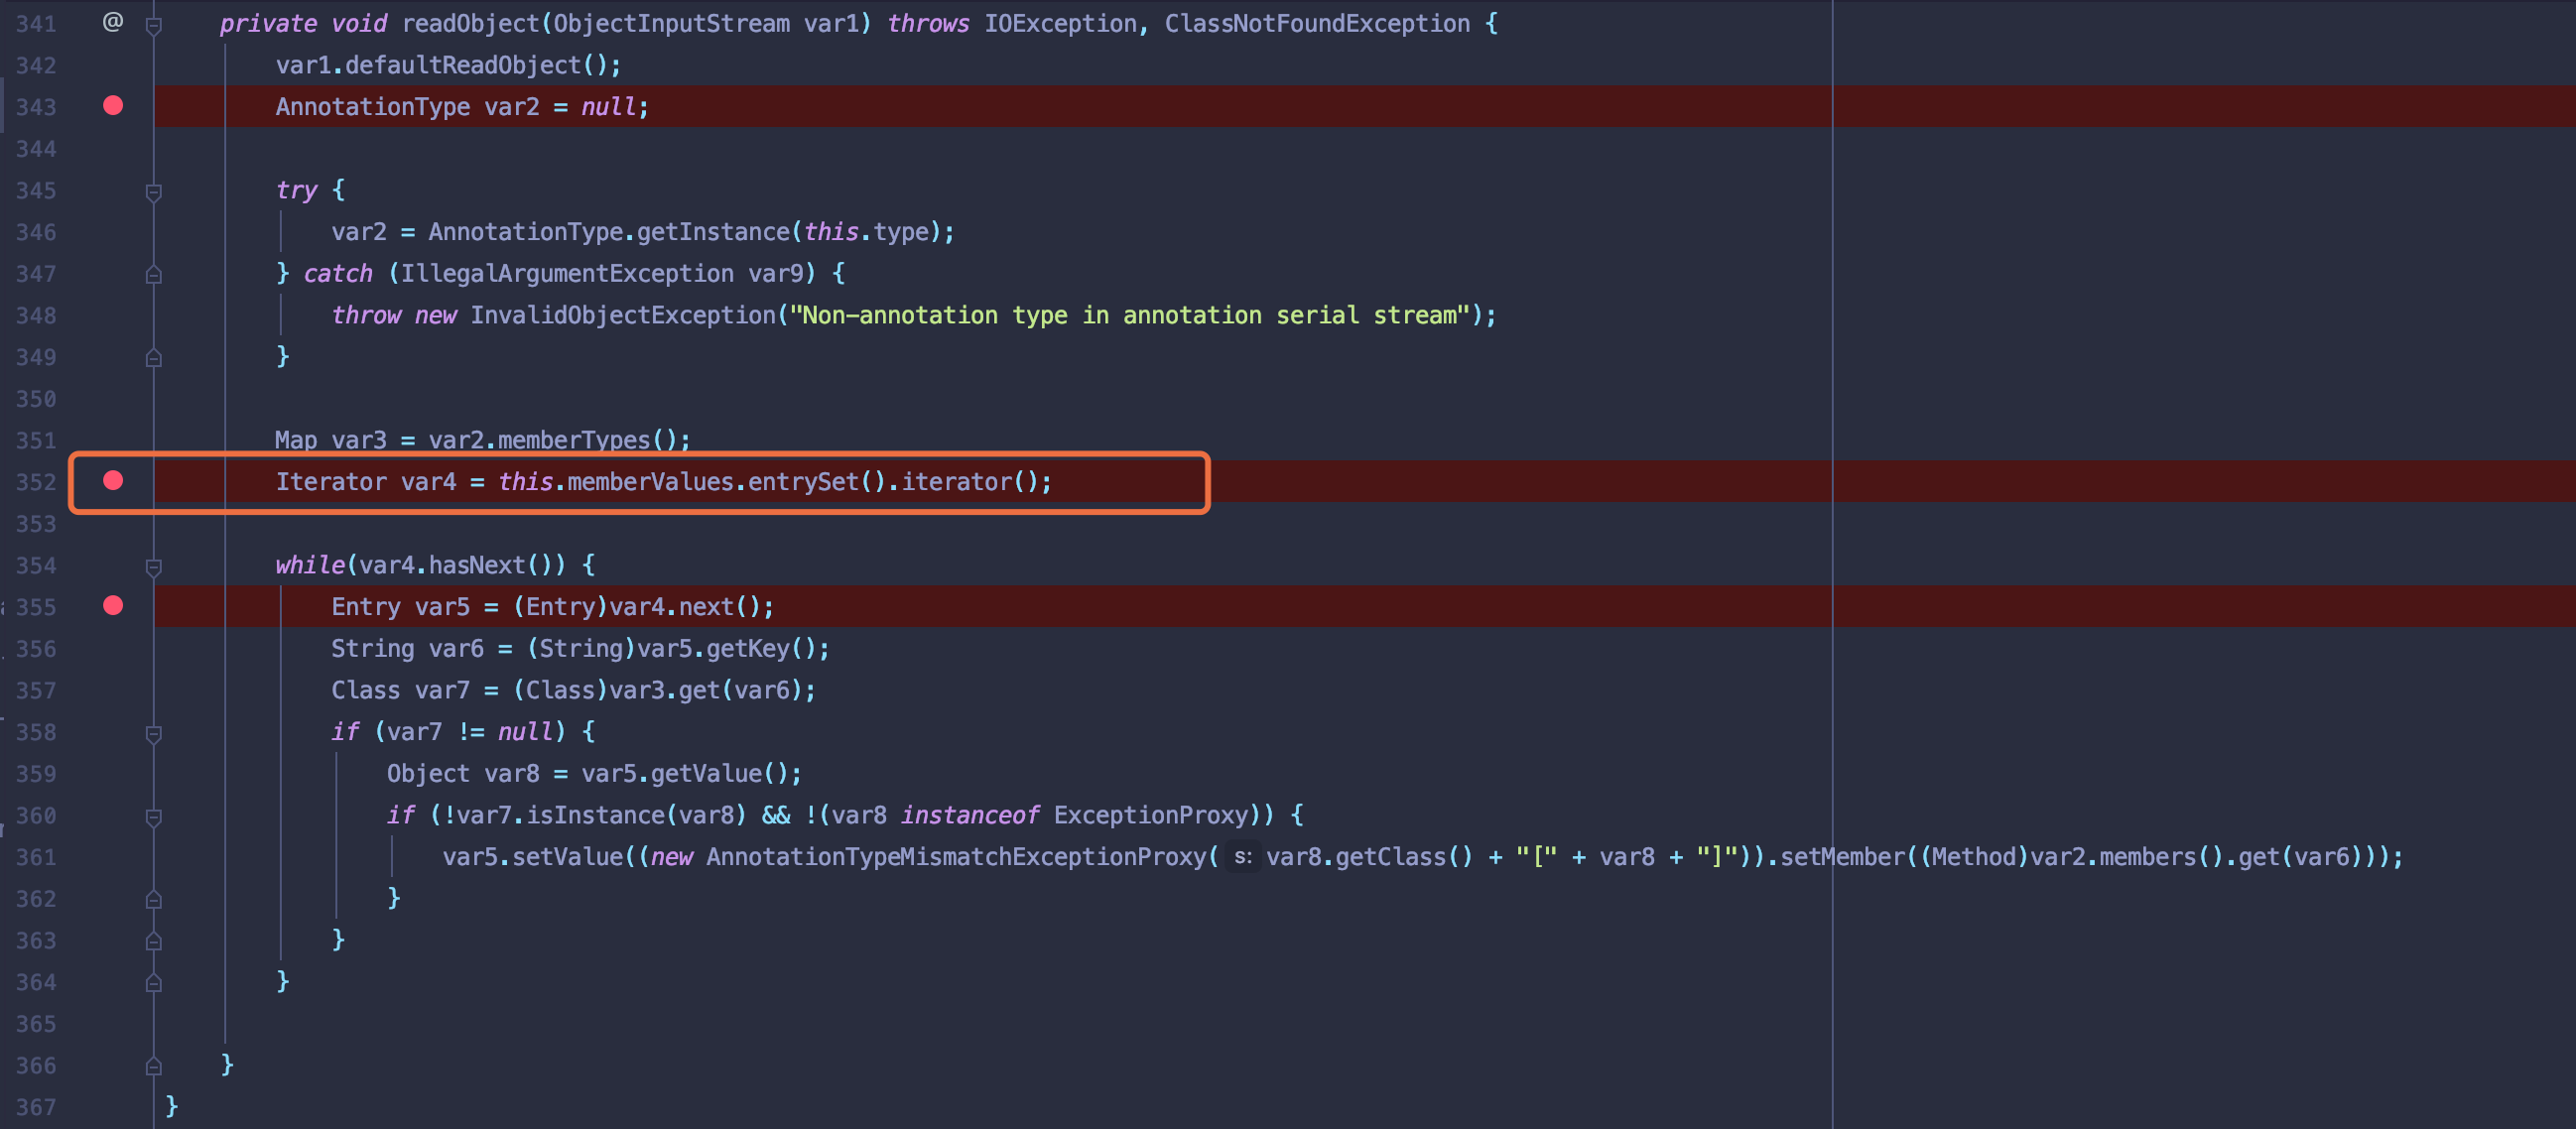 341 @ private void readObject(ObjectInputStream var1) throws IOException, ClassNotFoundException {
342 var1.defaultReadObject();
343 AnnotationType var2 = null;
344
345 try {
346 var2 = AnnotationType.getInstance(this.type);
347 } catch (IllegalArgumentException var9) {
348 throw new InvalidObjectException("Non-annotation type in annotation serial stream");
349 }
350
351 Map var3 = var2.memberTypes();
352 Iterator var4 = this.memberValues.entrySet().iterator();
353
354 while(var4.hasNext()) {
355 Entry var5 = (Entry)var4.next();
356 String var6 = (String)var5.getKey();
357 Class var7 = (Class)var3.get(var6);
358 if (var7 != null) {
359 Object var8 = var5.getValue();
360 if (!var7.isInstance(var8) && !(var8 instanceof ExceptionProxy)) {
361 var5.setValue((new AnnotationTypeMismatchExceptionProxy( s: var8.getClass() + "[" + var8 + "]")).setMember((Method)var2.members().get(var6)));
362 }
363 }
364 }
365
366 }
367 }